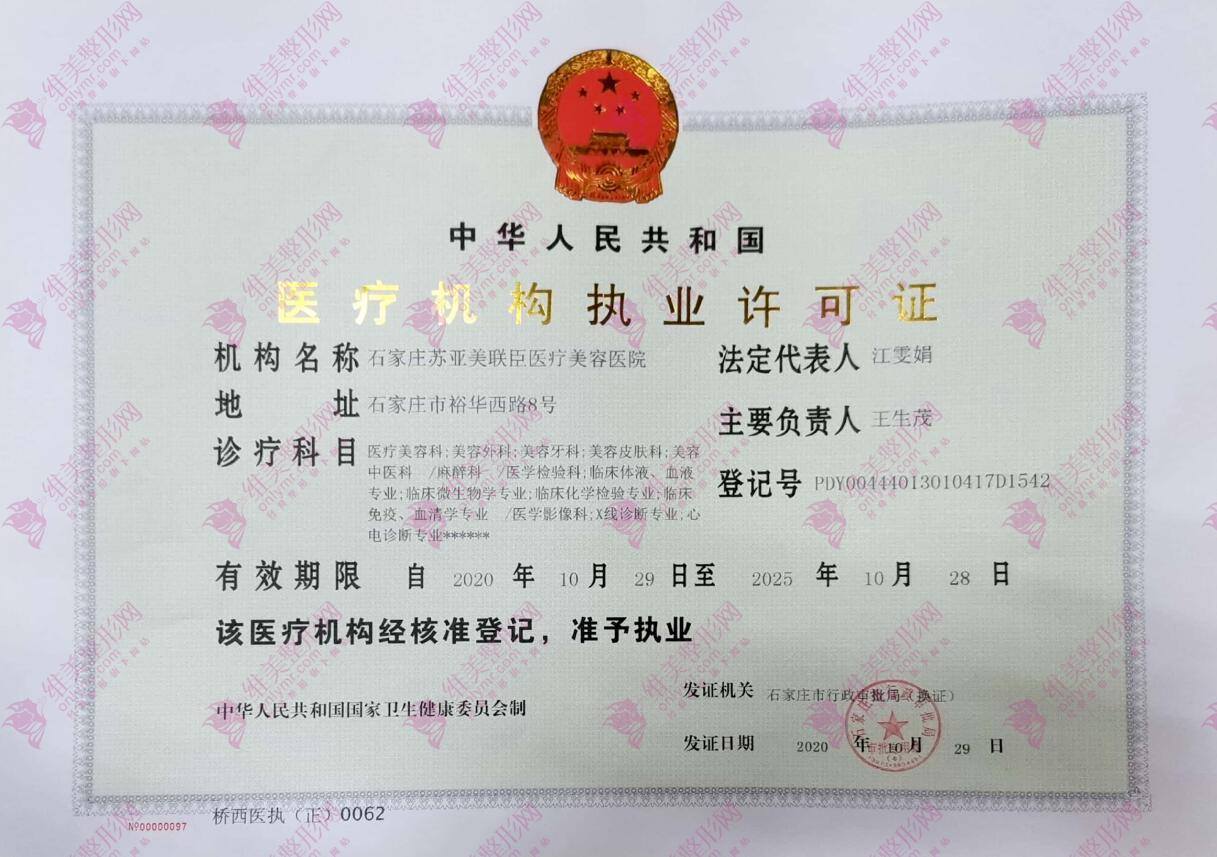 中华人民共和国
医疗机构执业许可证
机构名称 石家庄苏亚美联臣医疗美容医院
法定代表人 江雯娟
地址 石家庄市裕华西路8号
主要负责人 王生茂
诊疗科目 医疗美容科;美容外科;美容牙科;美容皮肤科;美容
中医科 /麻醉科 /医学检验科;临床体液、血液
专业;临床微生物学专业;临床化学检验专业;临床
免疫、血清学专业 /医学影像科;X线诊断专业;心
电诊断专业******
登记号 PDY00444013010417D1542
有效期限 自 2020 年 10 月 29 日至 2025 年 10 月 28 日
该医疗机构经核准登记，准予执业
中华人民共和国国家卫生健康委员会制
发证机关 石家庄市行政审批局（换证）
发证日期 2020 年 10 月 29 日
桥西医执（正）0062
Nº00000097
维美整形网
onlymr.com